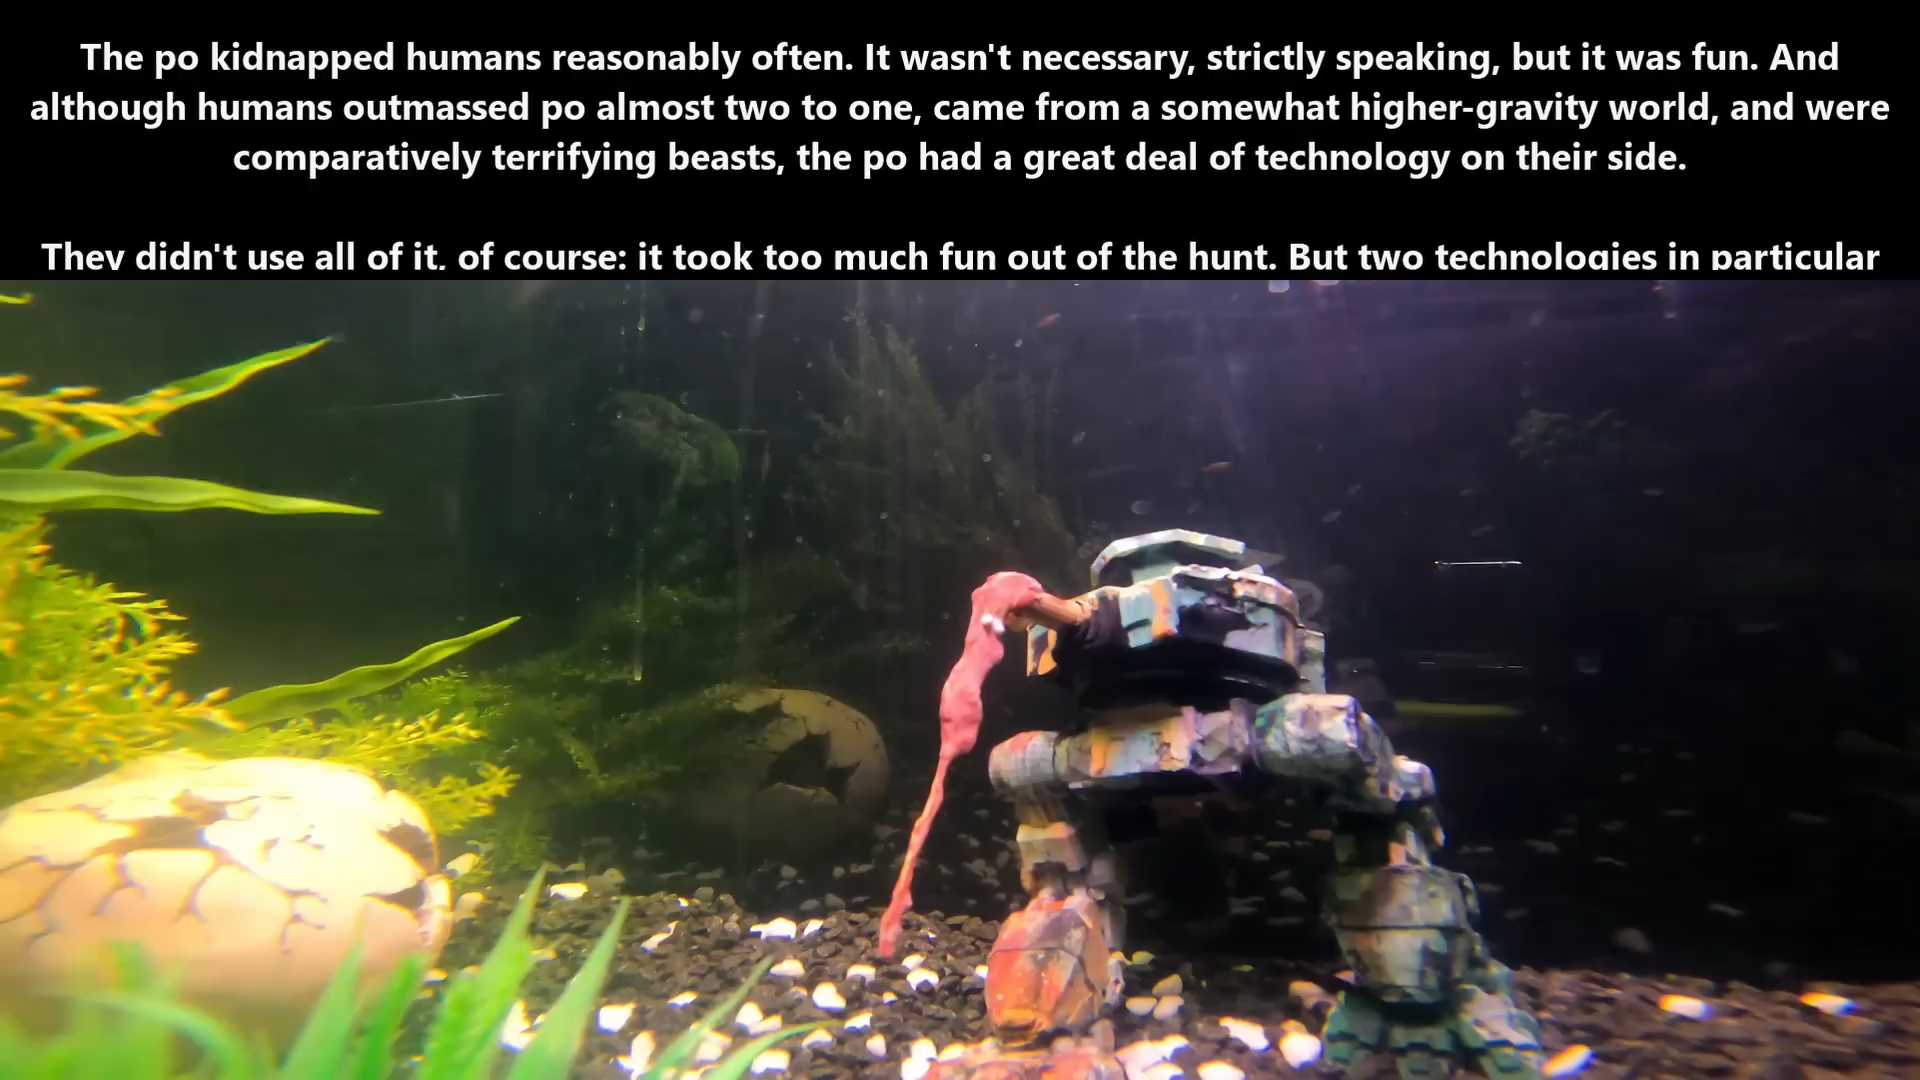 The po kidnapped humans reasonably often. It wasn't necessary, strictly speaking, but it was fun. And
although humans outmassed po almost two to one, came from a somewhat higher-gravity world, and were
comparatively terrifying beasts, the po had a great deal of technology on their side.
They didn't use all of it, of course: it took too much fun out of the hunt. But two technologies in particular